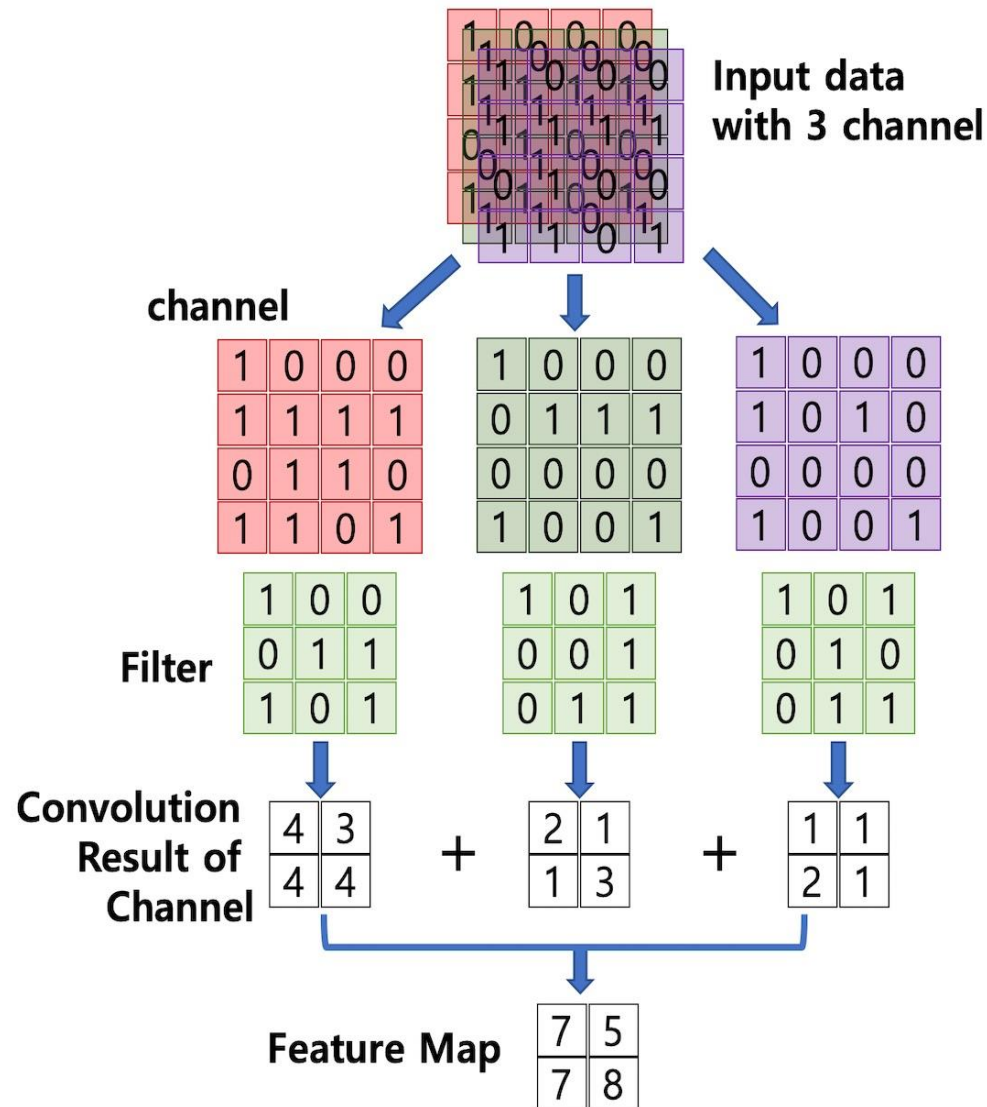 Input data
with 3 channel
channel
1 0 0 0
1 1 1 1
0 1 1 0
1 1 0 1
1 0 0 0
0 1 1 1
0 0 0 0
1 0 0 1
1 0 0 0
1 0 1 0
0 0 0 0
1 0 0 1
Filter
1 0 0
0 1 1
1 0 1
1 0 1
0 0 1
0 1 1
1 0 1
0 1 0
0 1 1
Convolution
Result of
Channel
4 3
4 4
+
2 1
1 3
+
1 1
2 1
Feature Map
7 5
7 8